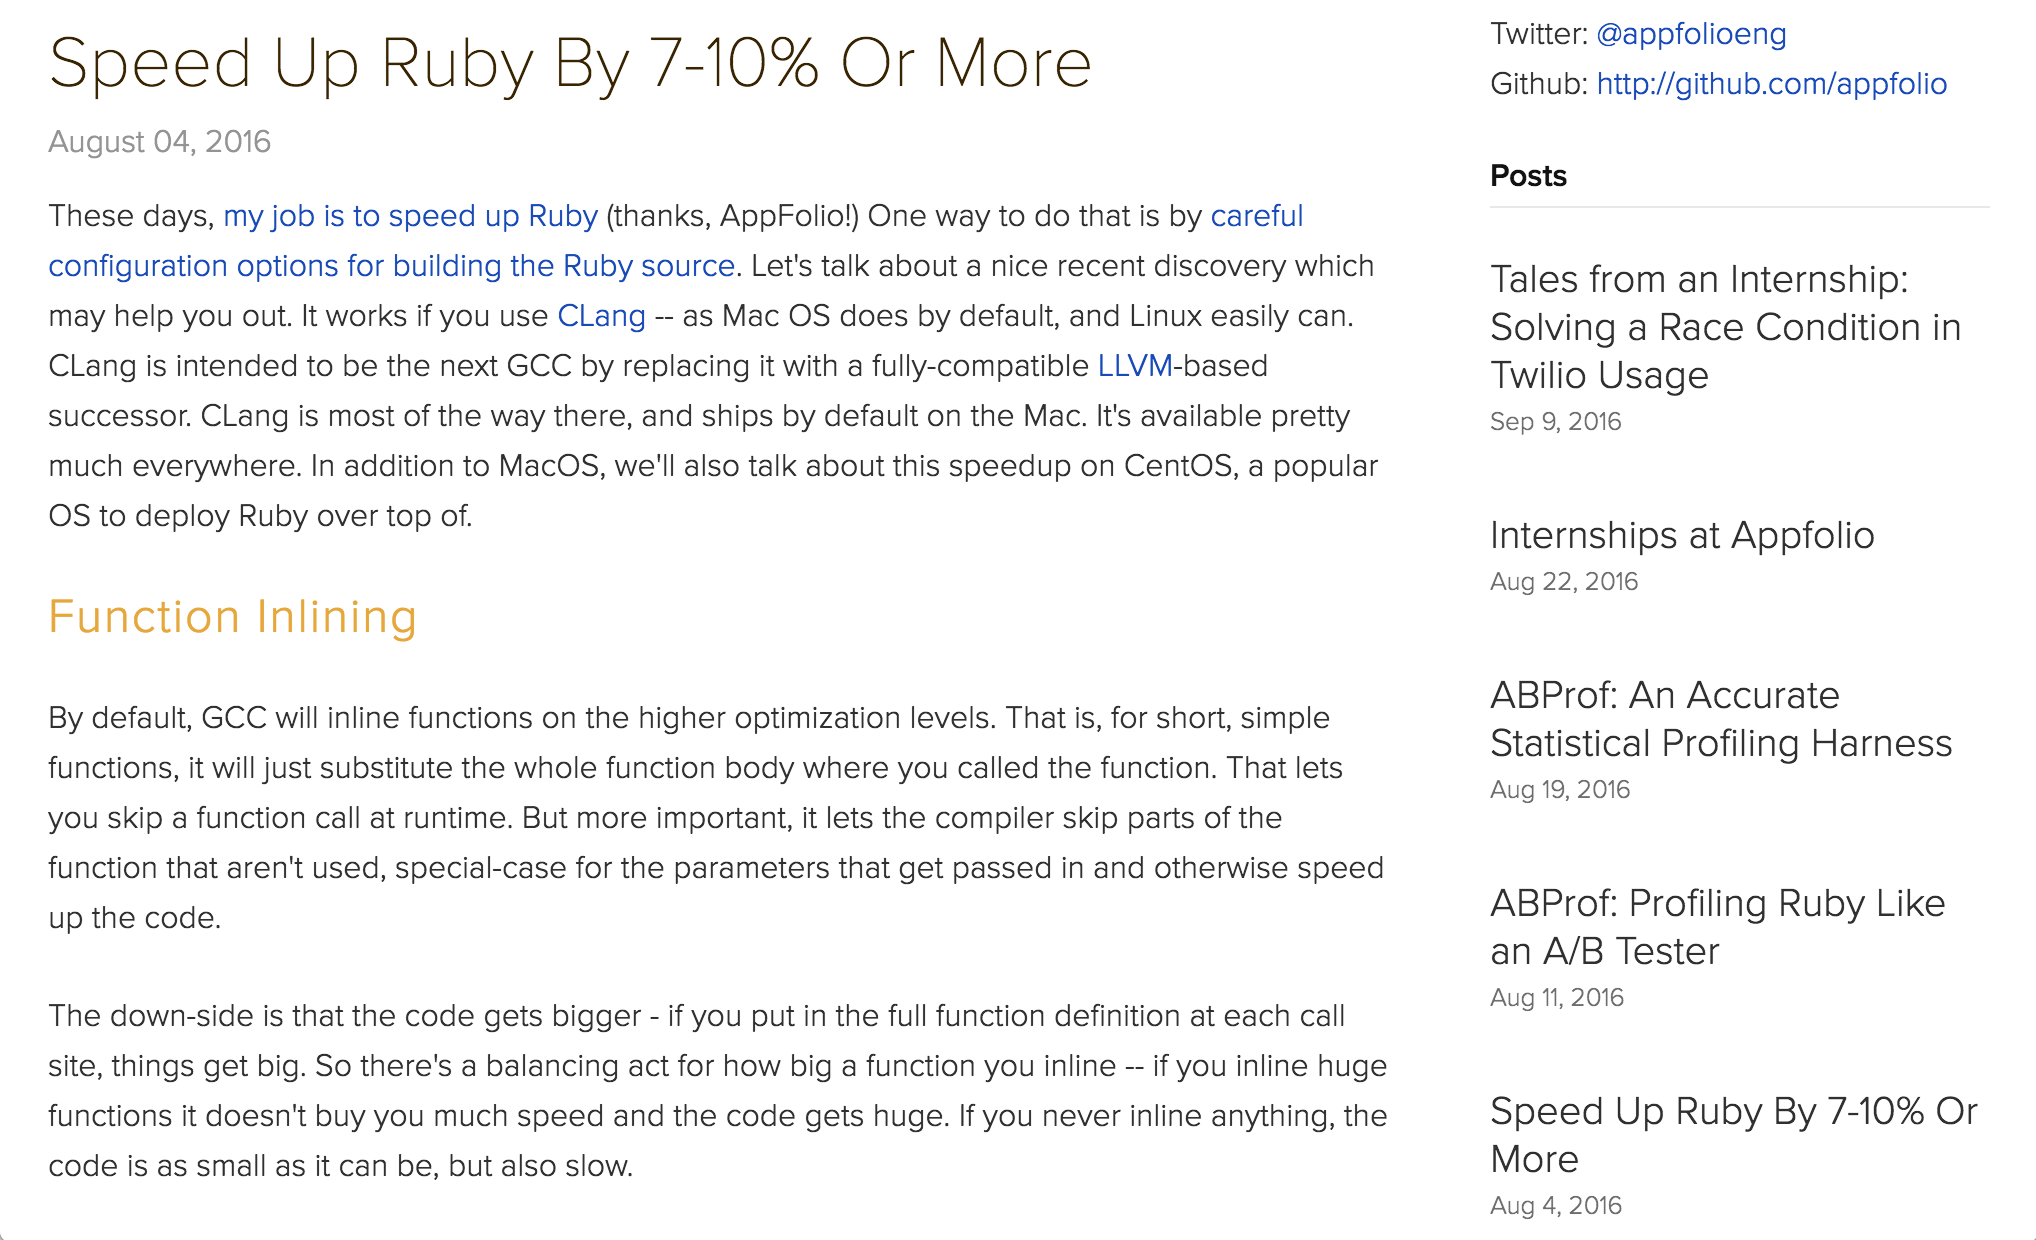 Speed Up Ruby By 7-10% Or More
August 04, 2016
These days, my job is to speed up Ruby (thanks, AppFolio!) One way to do that is by careful
configuration options for building the Ruby source. Let's talk about a nice recent discovery which
may help you out. It works if you use CLang -- as Mac OS does by default, and Linux easily can.
CLang is intended to be the next GCC by replacing it with a fully-compatible LLVM-based
successor. CLang is most of the way there, and ships by default on the Mac. It's available pretty
much everywhere. In addition to MacOS, we'll also talk about this speedup on CentOS, a popular
OS to deploy Ruby over top of.
Function Inlining
By default, GCC will inline functions on the higher optimization levels. That is, for short, simple
functions, it will just substitute the whole function body where you called the function. That lets
you skip a function call at runtime. But more important, it lets the compiler skip parts of the
function that aren't used, special-case for the parameters that get passed in and otherwise speed
up the code.
The down-side is that the code gets bigger - if you put in the full function definition at each call
site, things get big. So there's a balancing act for how big a function you inline -- if you inline huge
functions it doesn't buy you much speed and the code gets huge. If you never inline anything, the
code is as small as it can be, but also slow.
Twitter: @appfolioeng
Github: http://github.com/appfolio
Posts
Tales from an Internship:
Solving a Race Condition in
Twilio Usage
Sep 9, 2016
Internships at Appfolio
Aug 22, 2016
ABProf: An Accurate
Statistical Profiling Harness
Aug 19, 2016
ABProf: Profiling Ruby Like
an A/B Tester
Aug 11, 2016
Speed Up Ruby By 7-10% Or
More
Aug 4, 2016